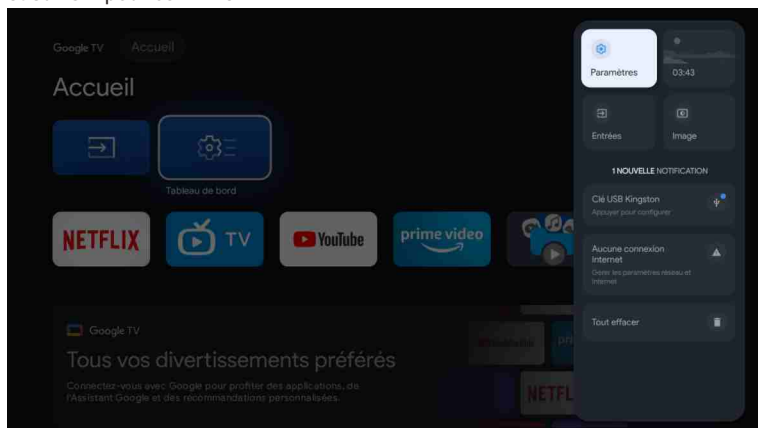 Google TV
Accueil
Accueil
Tableau de bord
NETFLIX
TV
YouTube
prime video
Google TV
Tous vos divertissements préférés
Connectez-vous avec Google pour profiter des applications, de
l'Assistant Google et des recommandations personnalisées.
NETFL
Paramètres
03:43
Entrées
Image
1 NOUVELLE NOTIFICATION
Clé USB Kingston
Appuyer pour configurer
Aucune connexion
Internet
Gérer les paramètres réseau et
Internet
Tout effacer